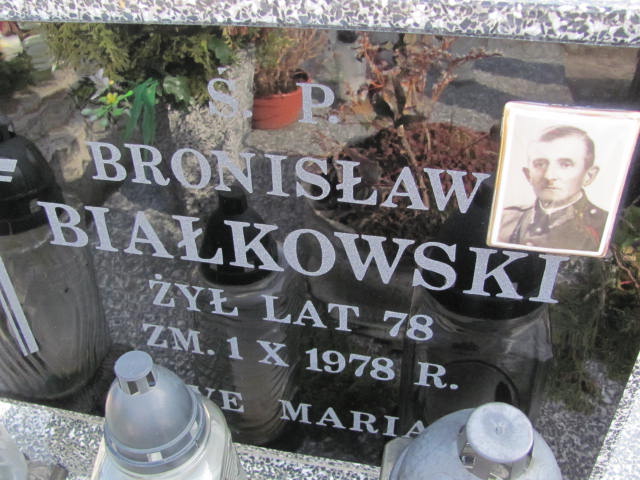 Ś. P.
BRONISŁAW
BIAŁKOWSKI
ŻYŁ LAT 78
ZM. 1 X 1978 R.
MARIA